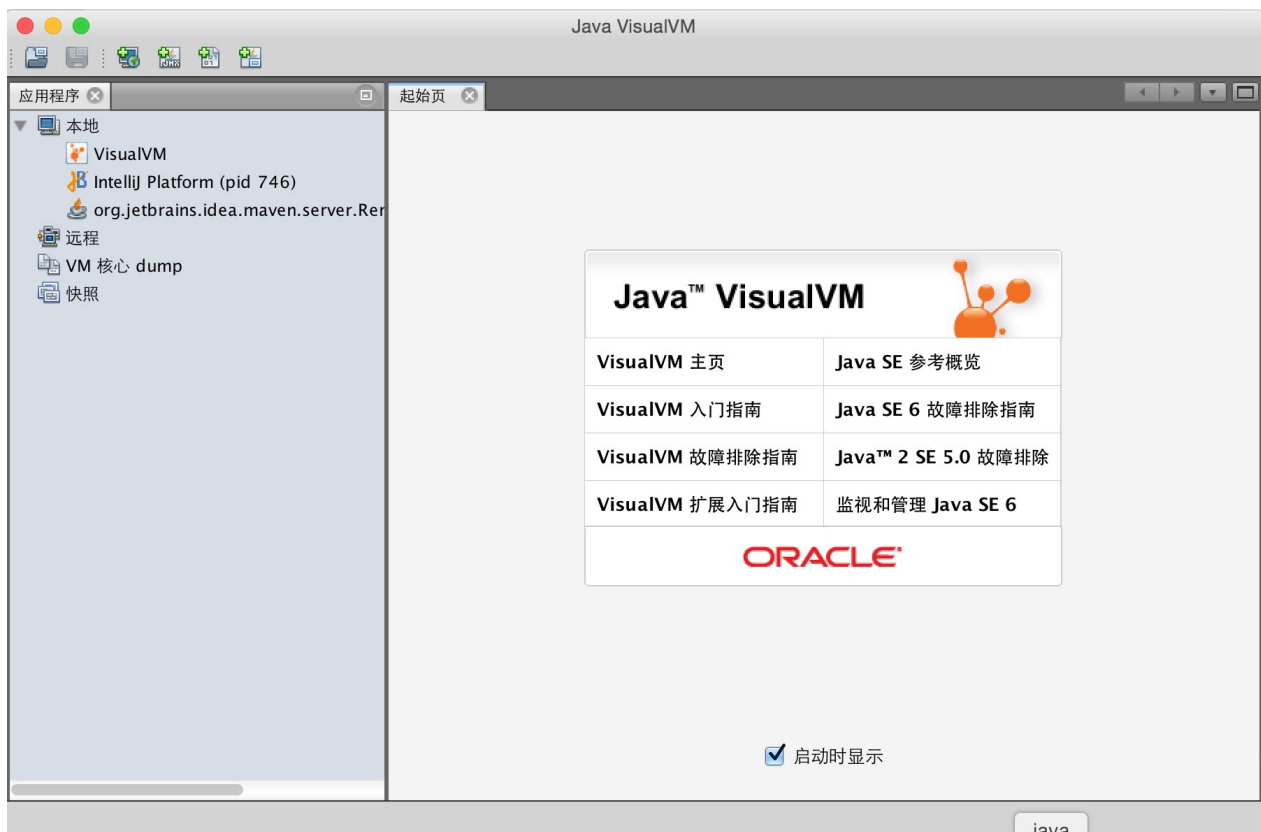 Java VisualVM
应用程序
起始页
本地
VisualVM
IntelliJ Platform (pid 746)
org.jetbrains.idea.maven.server.Rer
远程
VM 核心 dump
快照
Java™ VisualVM
VisualVM 主页
Java SE 参考概览
VisualVM 入门指南
Java SE 6 故障排除指南
VisualVM 故障排除指南
Java™ 2 SE 5.0 故障排除
VisualVM 扩展入门指南
监视和管理 Java SE 6
ORACLE
启动时显示
java